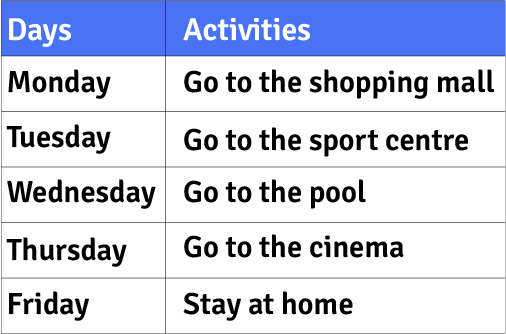 Days Activities
Monday Go to the shopping mall
Tuesday Go to the sport centre
Wednesday Go to the pool
Thursday Go to the cinema
Friday Stay at home